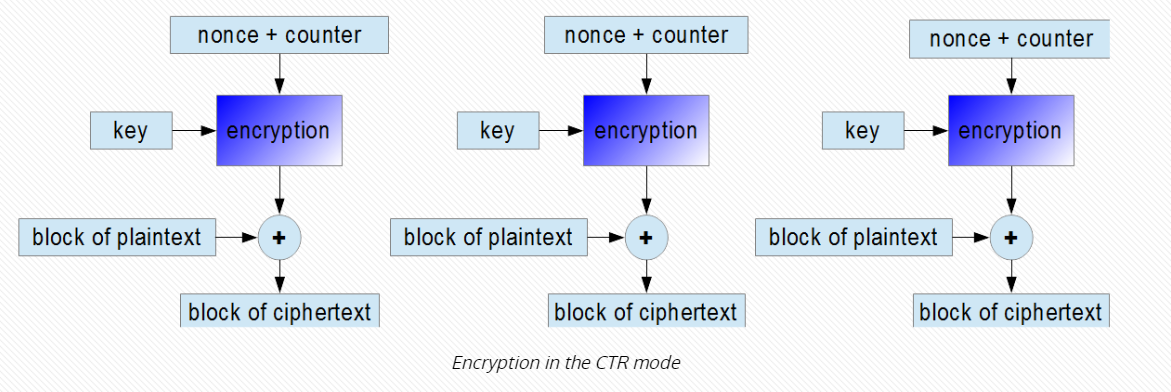 nonce + counter
nonce + counter
nonce + counter
key
encryption
key
encryption
key
encryption
block of plaintext
+
block of plaintext
+
block of plaintext
+
block of ciphertext
block of ciphertext
block of ciphertext
Encryption in the CTR mode